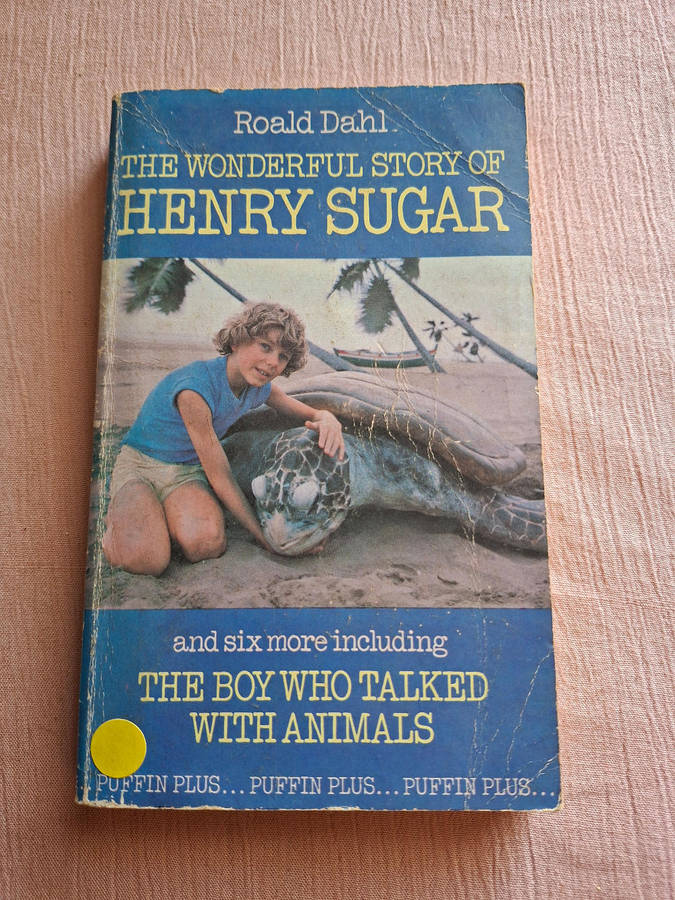 Roald Dahl
THE WONDERFUL STORY OF
HENRY SUGAR
and six more including
THE BOY WHO TALKED
WITH ANIMALS
...PUFFIN PLUS... PUFFIN PLUS... PUFFIN PLUS...